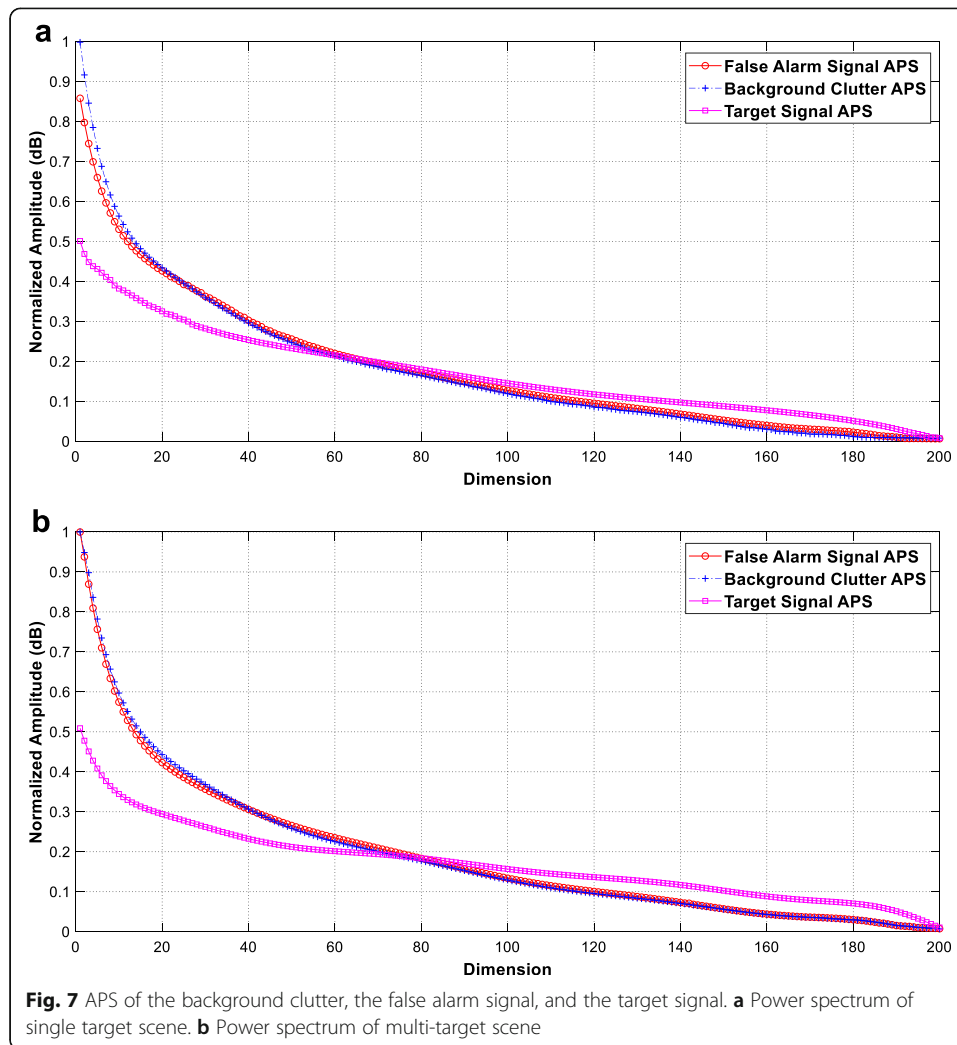 a
1
0.9
0.8
0.7
0.6
0.5
0.4
0.3
0.2
0.1
0
Normalized Amplitude (dB)
False Alarm Signal APS
Background Clutter APS
Target Signal APS
0 20 40 60 80 100 120 140 160 180 200
Dimension
b
1
0.9
0.8
0.7
0.6
0.5
0.4
0.3
0.2
0.1
0
Normalized Amplitude (dB)
False Alarm Signal APS
Background Clutter APS
Target Signal APS
0 20 40 60 80 100 120 140 160 180 200
Dimension
Fig. 7 APS of the background clutter, the false alarm signal, and the target signal. a Power spectrum of
single target scene. b Power spectrum of multi-target scene